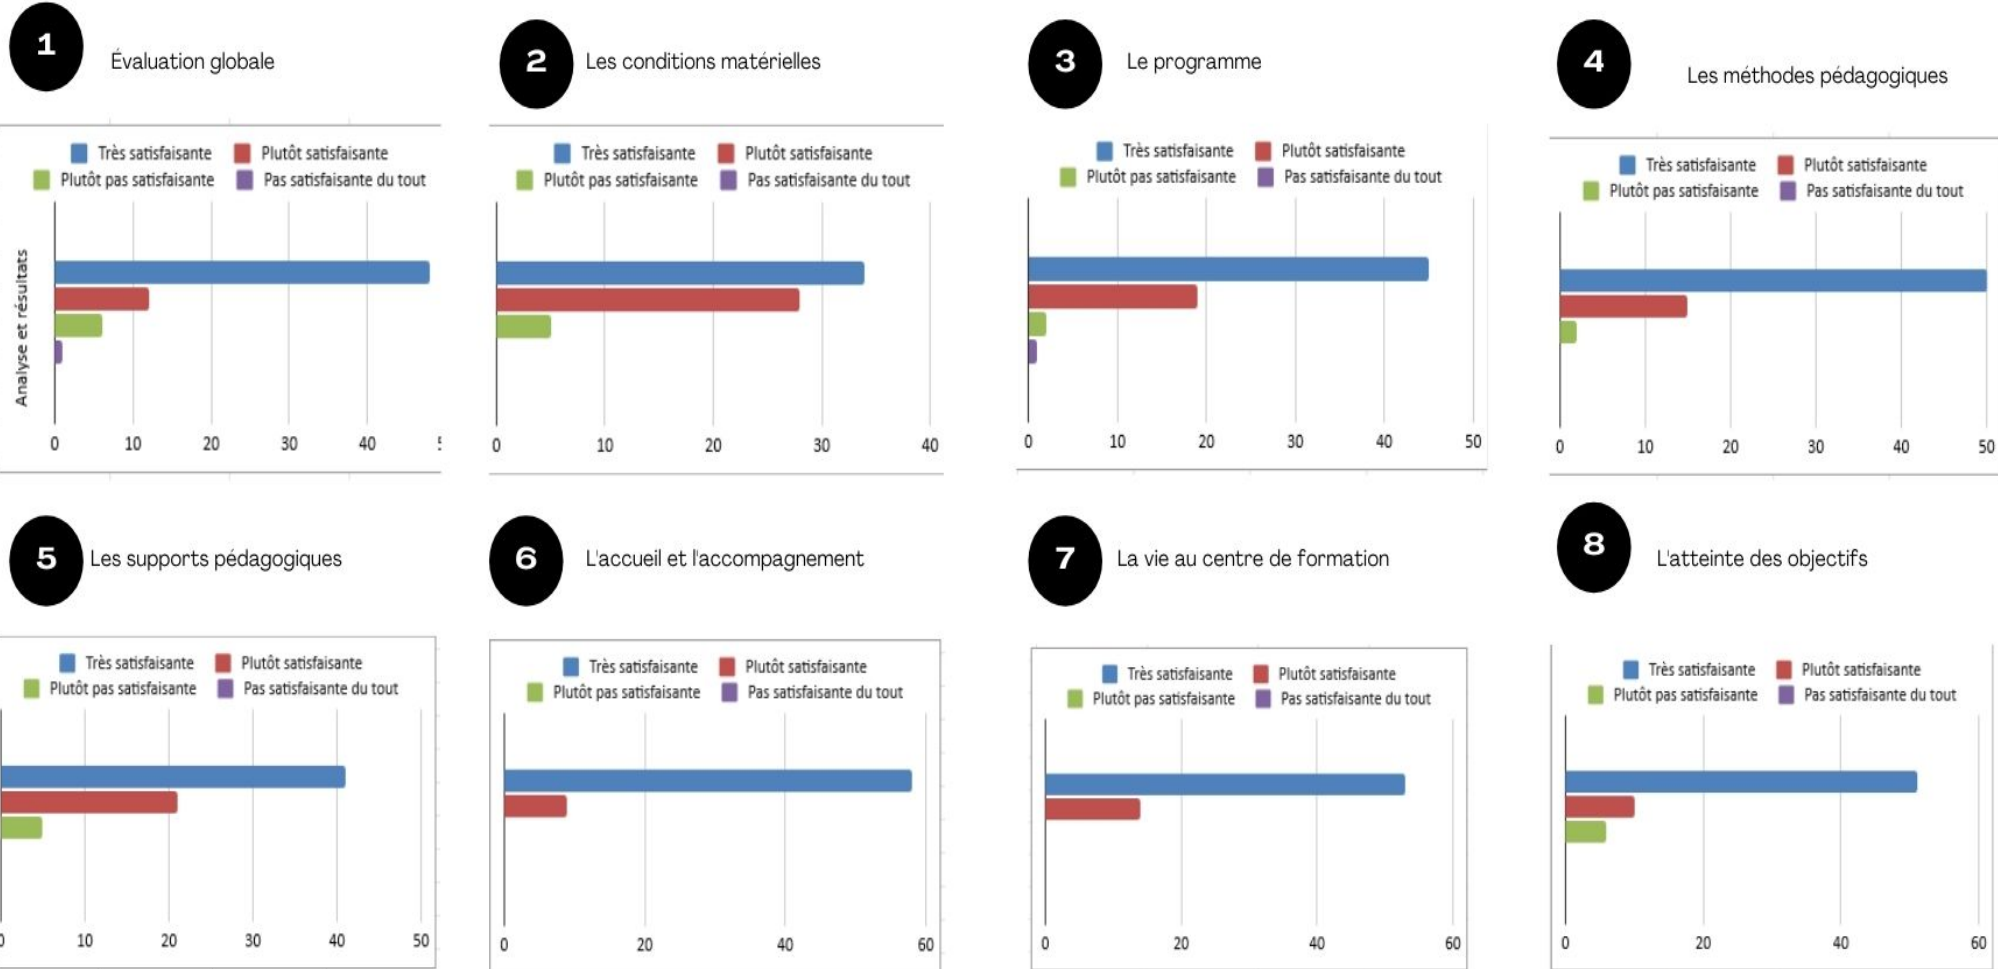 1
Évaluation globale
Très satisfaisante Plutôt satisfaisante
Plutôt pas satisfaisante Pas satisfaisante du tout
Analyse et résultats
0 10 20 30 40
2
Les conditions matérielles
Très satisfaisante Plutôt satisfaisante
Plutôt pas satisfaisante Pas satisfaisante du tout
0 10 20 30 40
3
Le programme
Très satisfaisante Plutôt satisfaisante
Plutôt pas satisfaisante Pas satisfaisante du tout
0 10 20 30 40 50
4
Les méthodes pédagogiques
Très satisfaisante Plutôt satisfaisante
Plutôt pas satisfaisante Pas satisfaisante du tout
0 10 20 30 40 50
5
Les supports pédagogiques
Très satisfaisante Plutôt satisfaisante
Plutôt pas satisfaisante Pas satisfaisante du tout
0 10 20 30 40 50
6
L'accueil et l'accompagnement
Très satisfaisante Plutôt satisfaisante
Plutôt pas satisfaisante Pas satisfaisante du tout
0 20 40 60
7
La vie au centre de formation
Très satisfaisante Plutôt satisfaisante
Plutôt pas satisfaisante Pas satisfaisante du tout
0 20 40 60
8
L'atteinte des objectifs
Très satisfaisante Plutôt satisfaisante
Plutôt pas satisfaisante Pas satisfaisante du tout
0 20 40 60